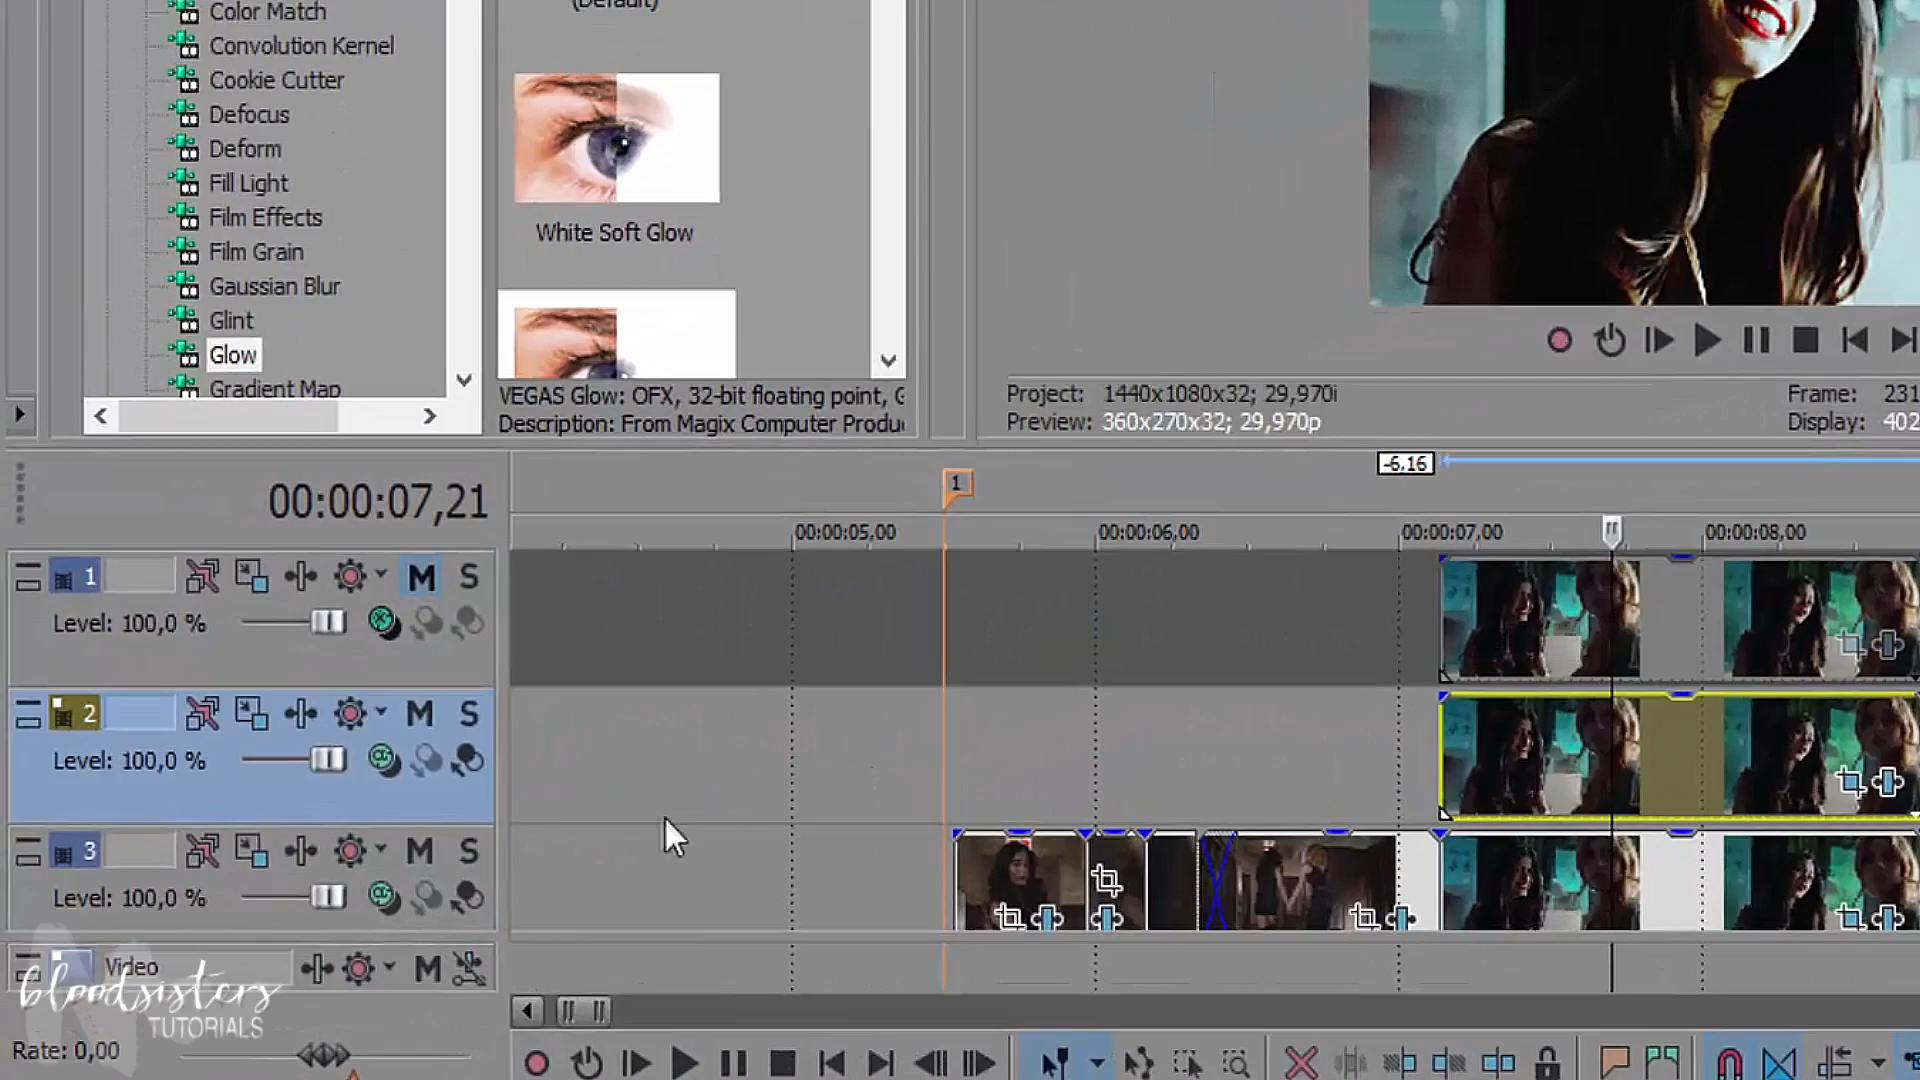 Color Match
(Default)
Convolution Kernel
Cookie Cutter
Defocus
Deform
Fill Light
White Soft Glow
Film Effects
Film Grain
Gaussian Blur
Glint
Glow
Gradient Map
VEGAS Glow: OFX, 32-bit floating point, G
Description: From Magix Computer Produ
Project: 1440x1080x32; 29,970i
Frame: 231
Preview: 360x270x32; 29,970p
Display: 402
-6,16
00:00:07,21
1
00:00:05,00
00:00:06,00
00:00:07,00
00:00:08,00
1
M
S
Level: 100,0 %
2
M
S
Level: 100,0 %
3
M
S
Level: 100,0 %
Video
M
bloodsisters
TUTORIALS
Rate: 0,00